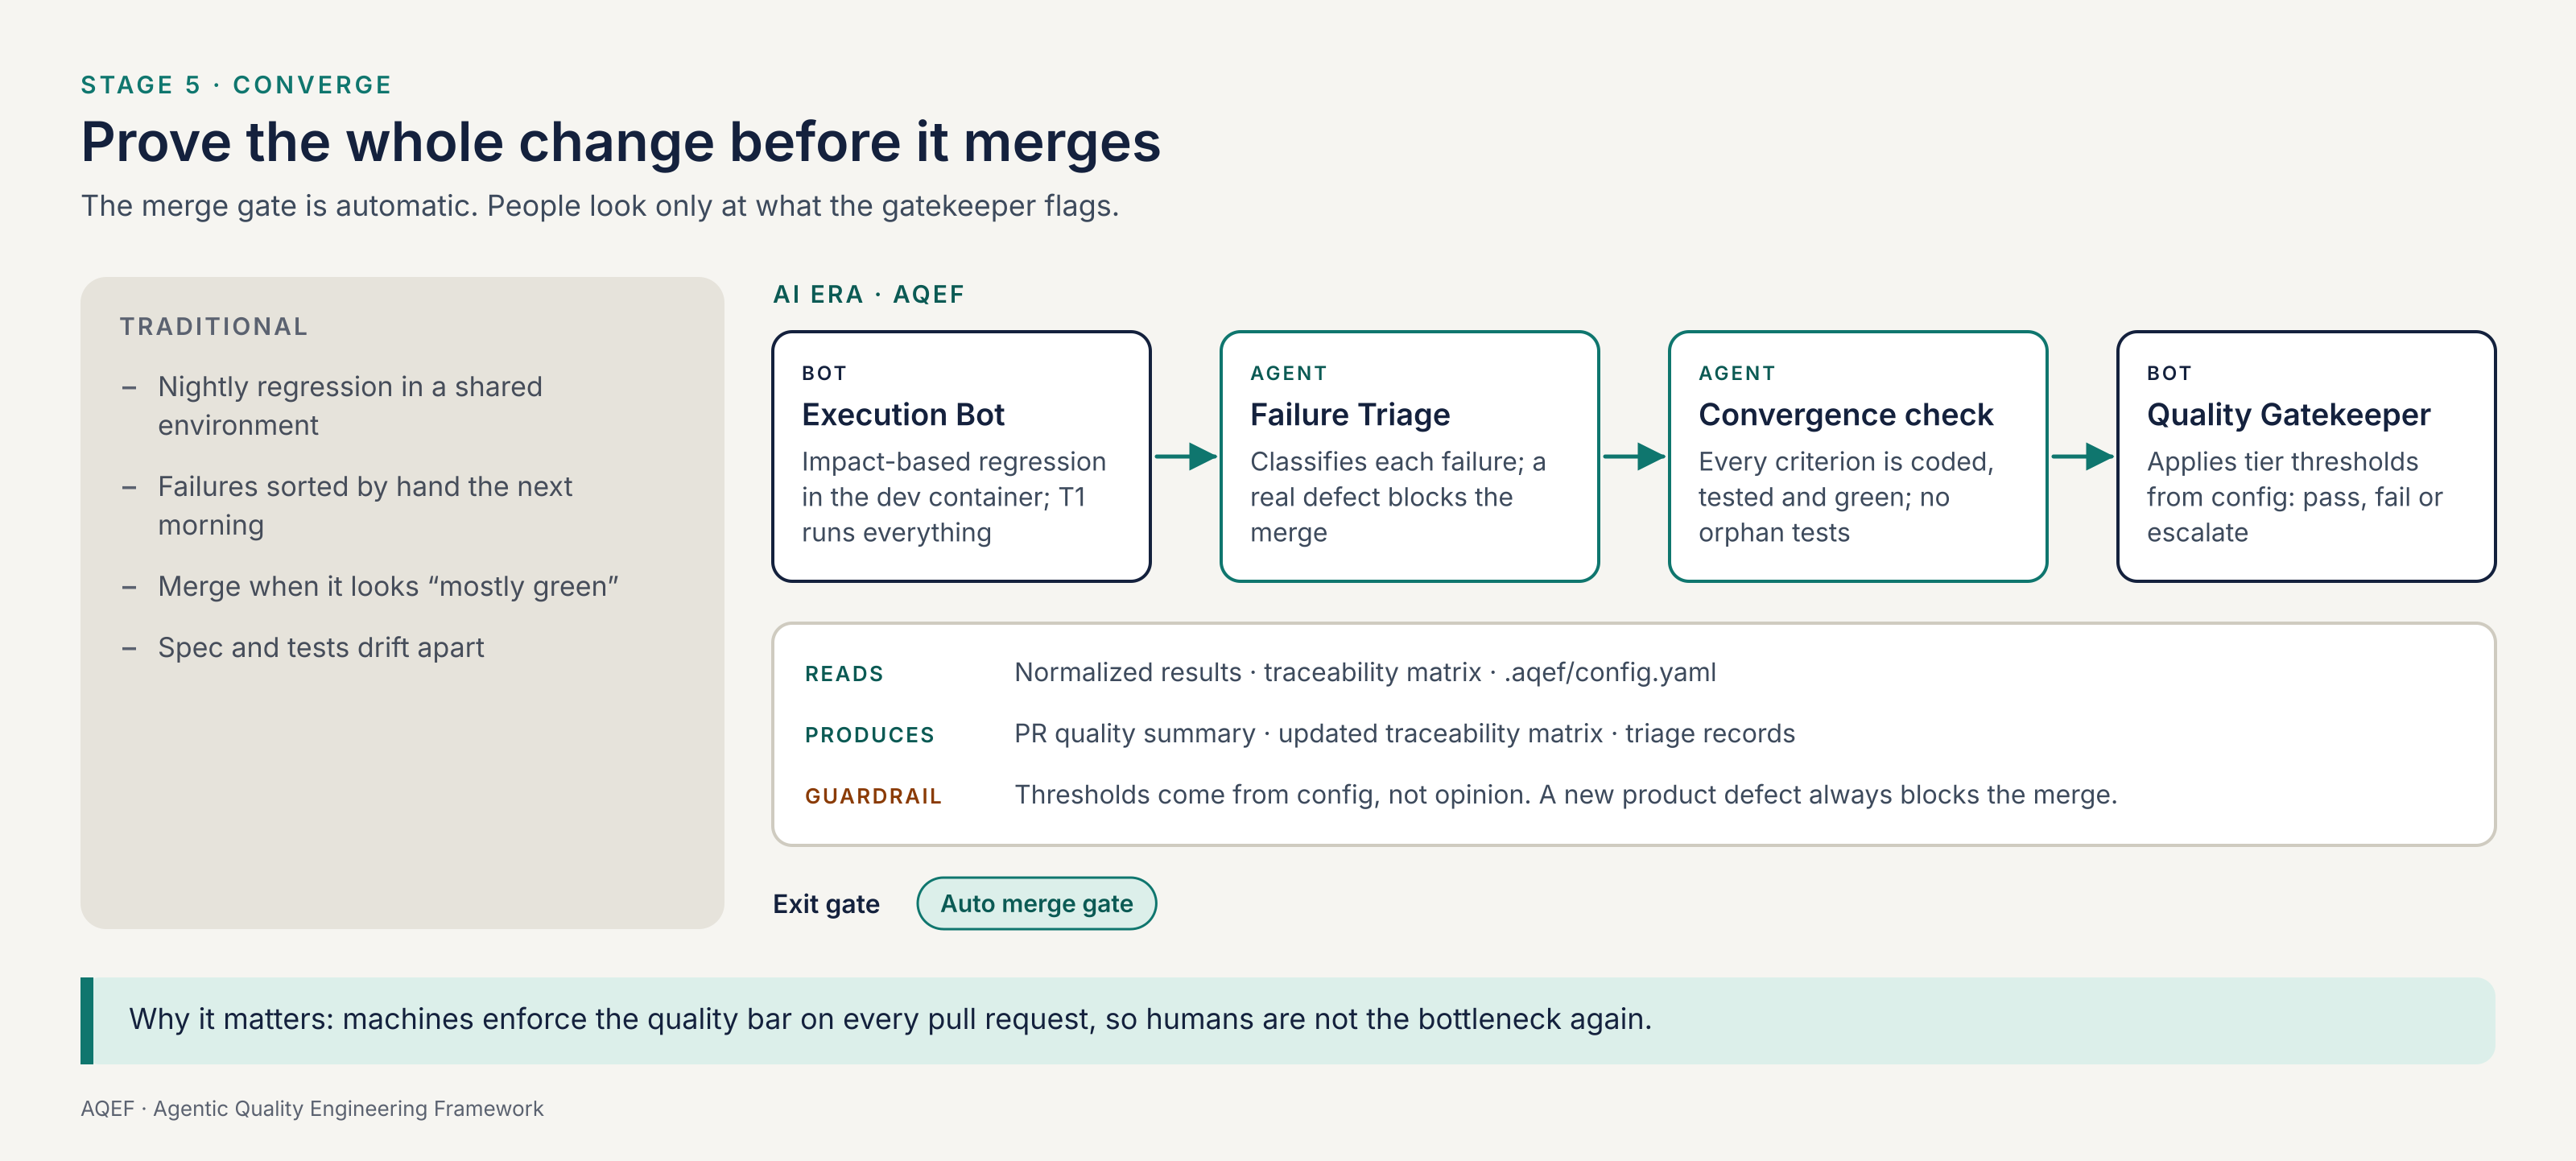 STAGE 5 · CONVERGE
Prove the whole change before it merges
The merge gate is automatic. People look only at what the gatekeeper flags.
TRADITIONAL
– Nightly regression in a shared
environment
– Failures sorted by hand the next
morning
– Merge when it looks “mostly green”
– Spec and tests drift apart
AI ERA · AQEF
BOT
Execution Bot
Impact-based regression
in the dev container; T1
runs everything
AGENT
Failure Triage
Classifies each failure; a
real defect blocks the
merge
AGENT
Convergence check
Every criterion is coded,
tested and green; no
orphan tests
BOT
Quality Gatekeeper
Applies tier thresholds
from config: pass, fail or
escalate
READS Normalized results · traceability matrix · .aqef/config.yaml
PRODUCES PR quality summary · updated traceability matrix · triage records
GUARDRAIL Thresholds come from config, not opinion. A new product defect always blocks the merge.
Exit gate Auto merge gate
Why it matters: machines enforce the quality bar on every pull request, so humans are not the bottleneck again.
AQEF · Agentic Quality Engineering Framework